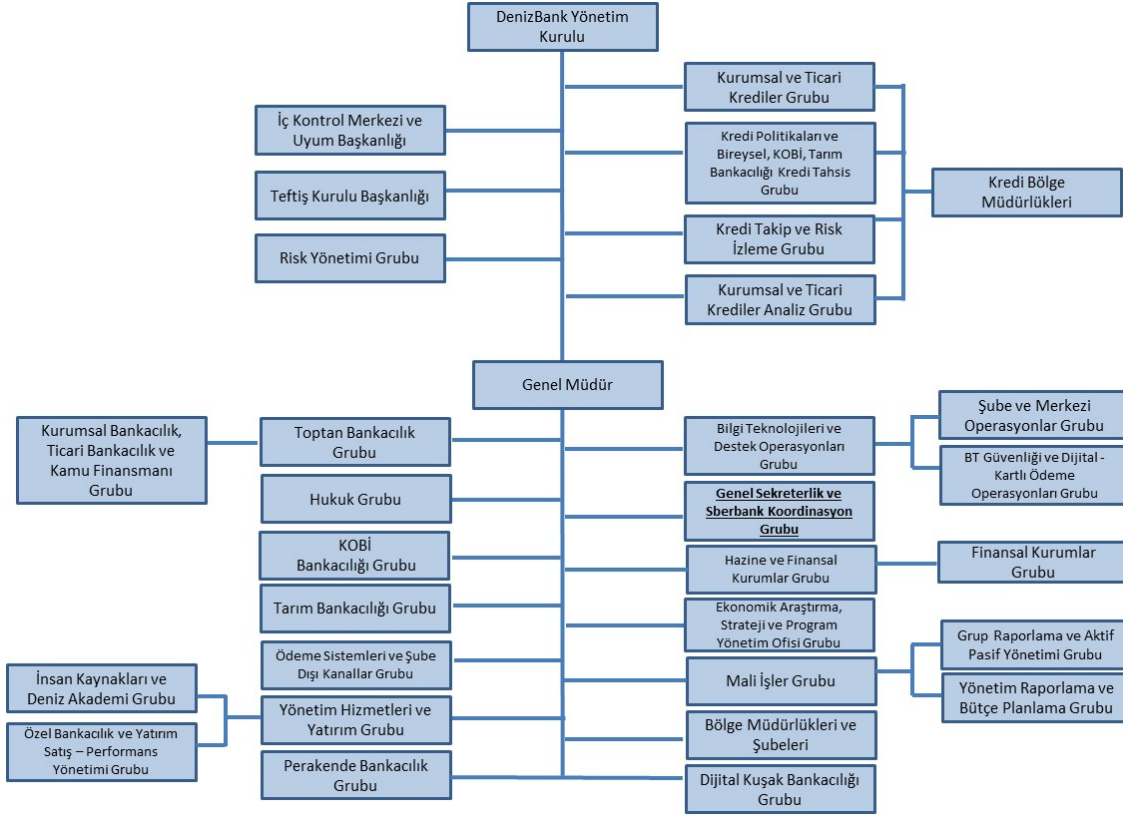 DenizBank Yönetim
Kurulu
Kurumsal ve Ticari
Krediler Grubu
İç Kontrol Merkezi ve
Uyum Başkanlığı
Kredi Politikaları ve
Bireysel, KOBİ, Tarım
Bankacılığı Kredi Tahsis
Grubu
Teftiş Kurulu Başkanlığı
Kredi Bölge
Müdürlükleri
Risk Yönetimi Grubu
Kredi Takip ve Risk
İzleme Grubu
Kurumsal ve Ticari
Krediler Analiz Grubu
Genel Müdür
Kurumsal Bankacılık,
Ticari Bankacılık ve
Kamu Finansmanı
Grubu
Toptan Bankacılık
Grubu
Bilgi Teknolojileri ve
Destek Operasyonları
Grubu
Şube ve Merkezi
Operasyonlar Grubu
BT Güvenliği ve Dijital -
Kartlı Ödeme
Operasyonları Grubu
Hukuk Grubu
Genel Sekreterlik ve
Sberbank Koordinasyon
Grubu
KOBİ
Bankacılığı Grubu
Hazine ve Finansal
Kurumlar Grubu
Finansal Kurumlar
Grubu
Tarım Bankacılığı Grubu
Ekonomik Araştırma,
Strateji ve Program
Yönetim Ofisi Grubu
Ödeme Sistemleri ve Şube
Dışı Kanallar Grubu
Mali İşler Grubu
Grup Raporlama ve Aktif
Pasif Yönetimi Grubu
Yönetim Raporlama ve
Bütçe Planlama Grubu
İnsan Kaynakları ve
Deniz Akademi Grubu
Özel Bankacılık ve Yatırım
Satış – Performans
Yönetimi Grubu
Yönetim Hizmetleri ve
Yatırım Grubu
Bölge Müdürlükleri ve
Şubeleri
Perakende Bankacılık
Grubu
Dijital Kuşak Bankacılığı
Grubu